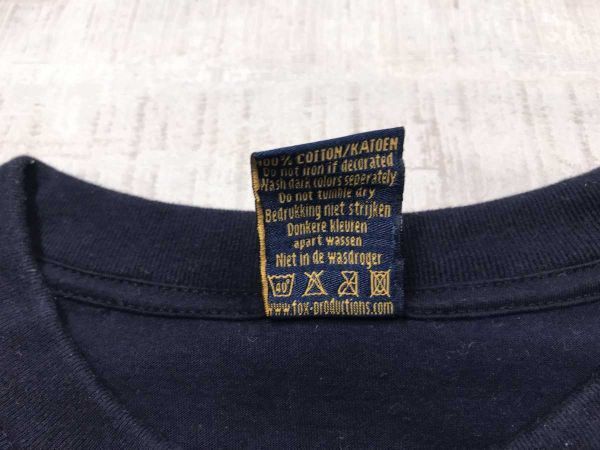 100% COTTON/KATOEN
Do not iron if decorated
Wash dark colors seperately
Do not tumble dry
Bedrukking niet strijken
Donkere kleuren
apart wassen
Niet in de wasdroger
40°
www.fox-productions.com